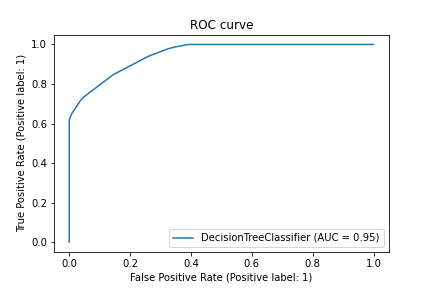 ROC curve
1.0
0.8
0.6
0.4
0.2
0.0
True Positive Rate (Positive label: 1)
DecisionTreeClassifier (AUC = 0.95)
0.0 0.2 0.4 0.6 0.8 1.0
False Positive Rate (Positive label: 1)